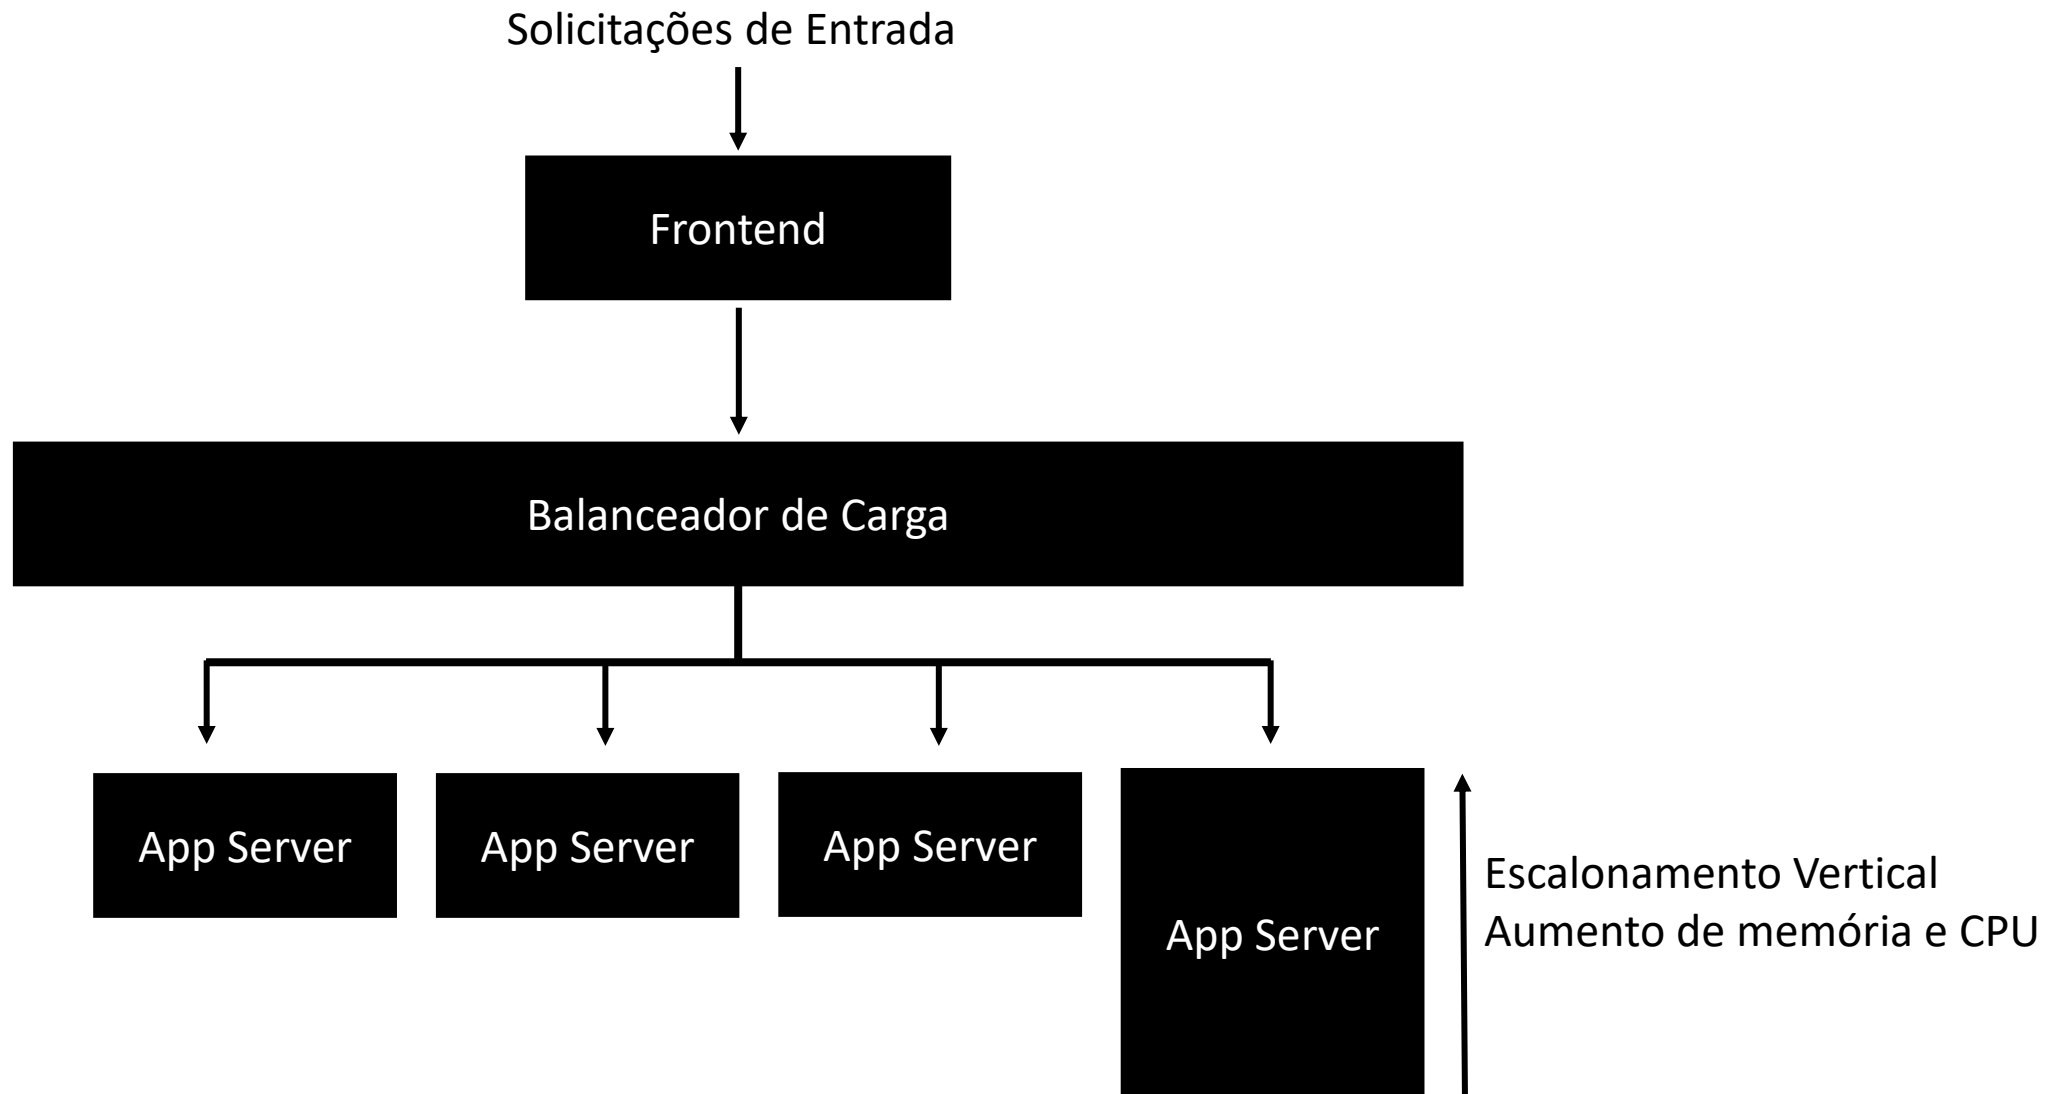 Solicitações de Entrada
Frontend
Balanceador de Carga
App Server
App Server
App Server
App Server
Escalonamento Vertical
Aumento de memória e CPU